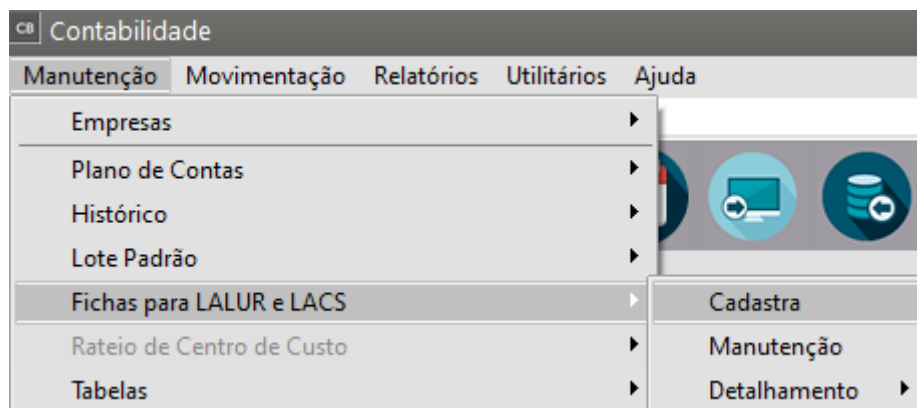 CB Contabilidade
Manutenção Movimentação Relatórios Utilitários Ajuda
Empresas
Plano de Contas
Histórico
Lote Padrão
Fichas para LALUR e LACS
Cadastra
Rateio de Centro de Custo
Manutenção
Tabelas
Detalhamento